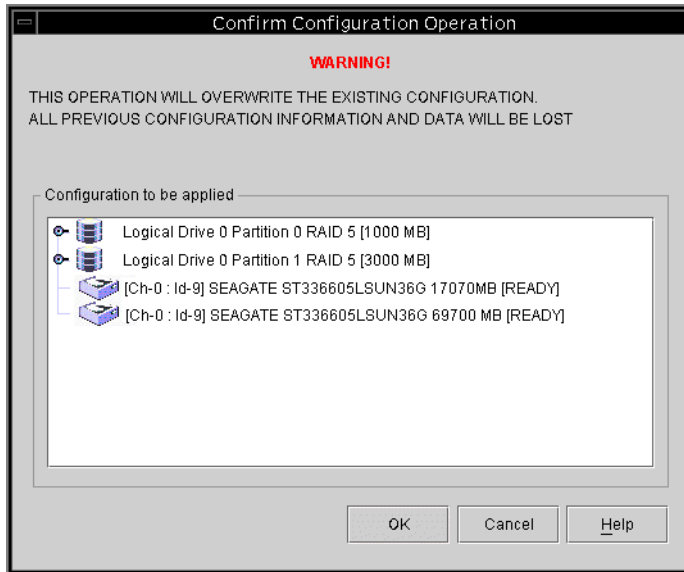 Confirm Configuration Operation
WARNING!
THIS OPERATION WILL OVERWRITE THE EXISTING CONFIGURATION.
ALL PREVIOUS CONFIGURATION INFORMATION AND DATA WILL BE LOST
Configuration to be applied
Logical Drive 0 Partition 0 RAID 5 [1000 MB]
Logical Drive 0 Partition 1 RAID 5 [3000 MB]
[Ch-0 : Id-9] SEAGATE ST336605LSUN36G 17070MB [READY]
[Ch-0 : Id-9] SEAGATE ST336605LSUN36G 69700 MB [READY]
OK Cancel Help